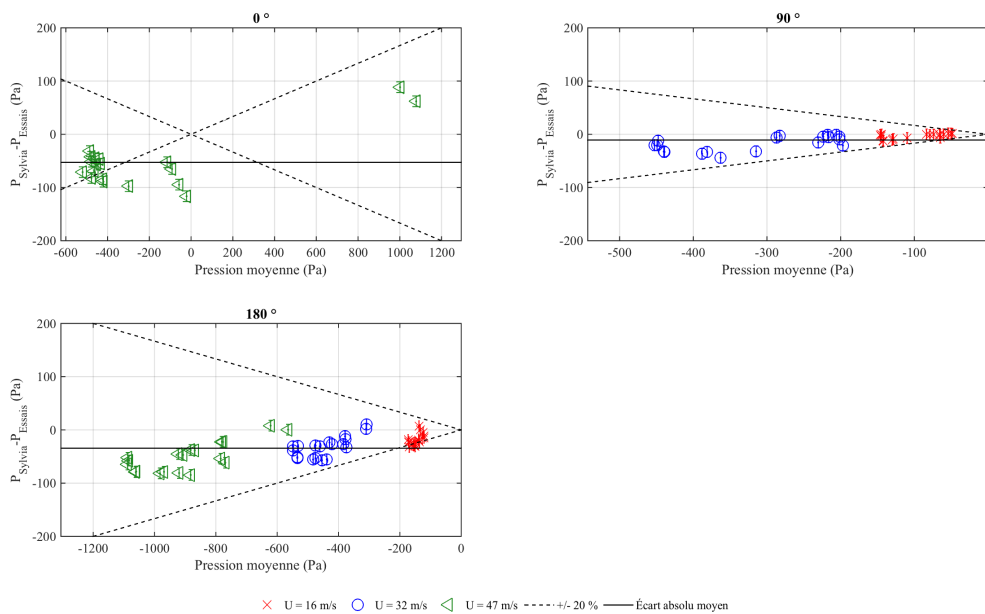 0 °
200
100
0
-100
-200
P_Sylvia-P_Essais (Pa)
-600 -400 -200 0 200 400 600 800 1000 1200
Pression moyenne (Pa)
90 °
200
100
0
-100
-200
P_Sylvia-P_Essais (Pa)
-500 -400 -300 -200 -100
Pression moyenne (Pa)
180 °
200
100
0
-100
-200
P_Sylvia-P_Essais (Pa)
-1200 -1000 -800 -600 -400 -200 0
Pression moyenne (Pa)
U = 16 m/s U = 32 m/s U = 47 m/s +/- 20 % Écart absolu moyen